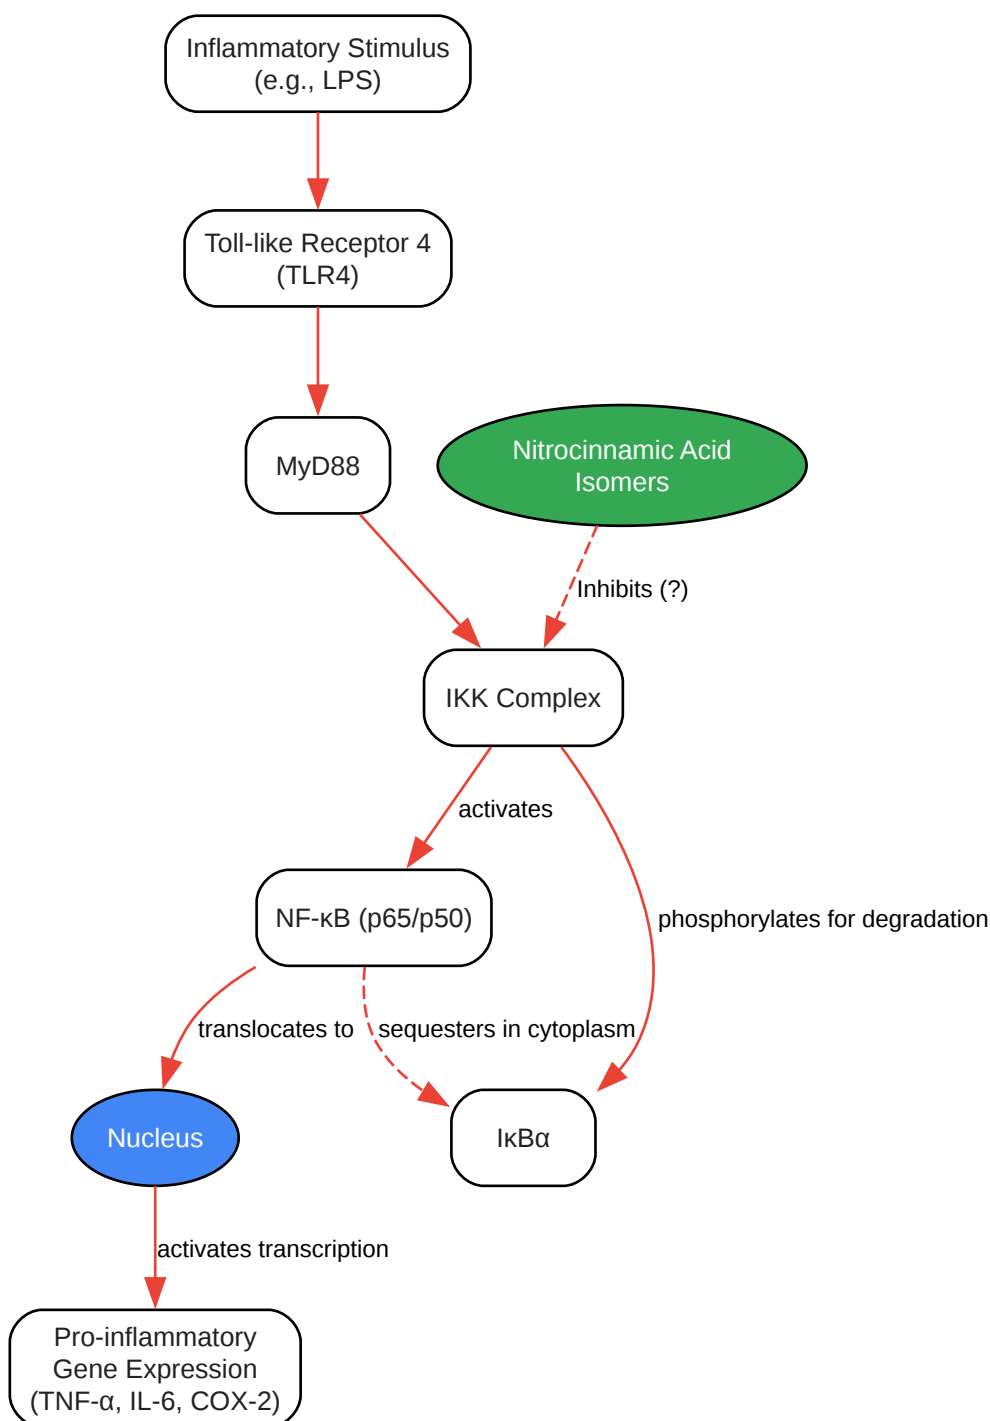 Inflammatory Stimulus
(e.g., LPS)
Toll-like Receptor 4
(TLR4)
MyD88
Nitrocinnamic Acid
Isomers
Inhibits (?)
IKK Complex
activates
NF-κB (p65/p50)
phosphorylates for degradation
translocates to
sequesters in cytoplasm
Nucleus
IκBα
activates transcription
Pro-inflammatory
Gene Expression
(TNF-α, IL-6, COX-2)